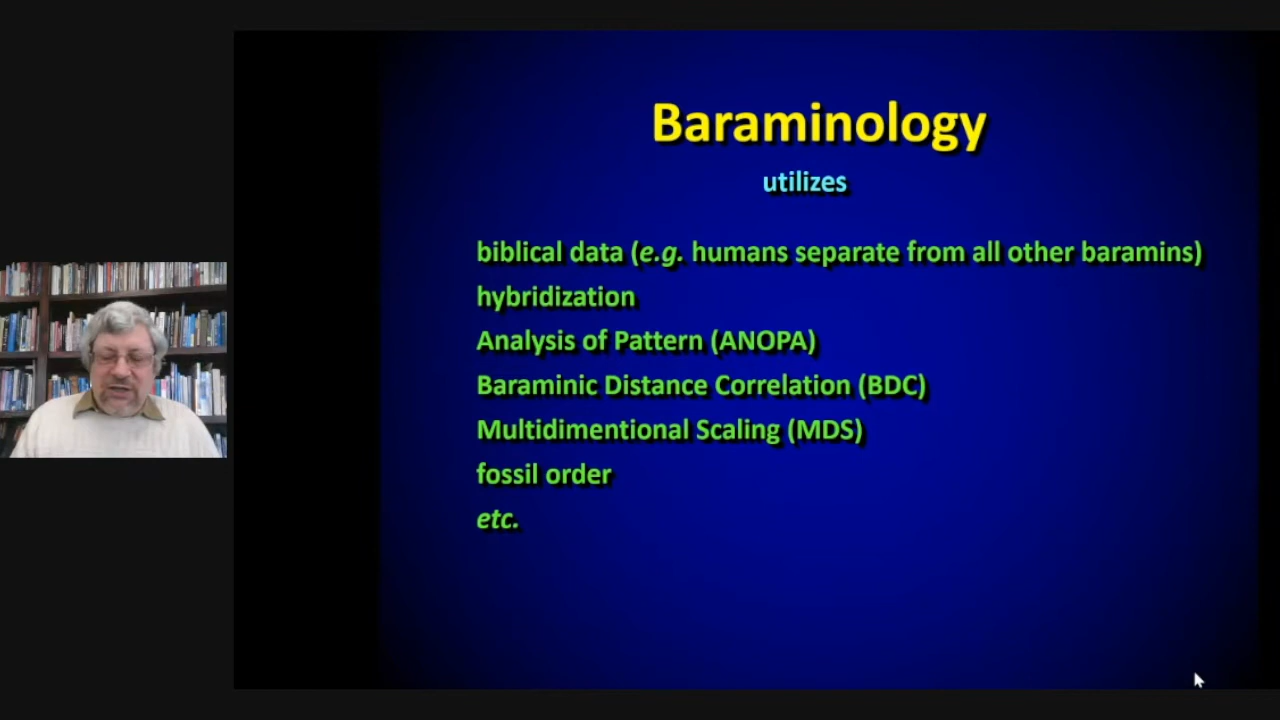 Baraminology
utilizes
biblical data (e.g. humans separate from all other baramins)
hybridization
Analysis of Pattern (ANOPA)
Baraminic Distance Correlation (BDC)
Multidimentional Scaling (MDS)
fossil order
etc.